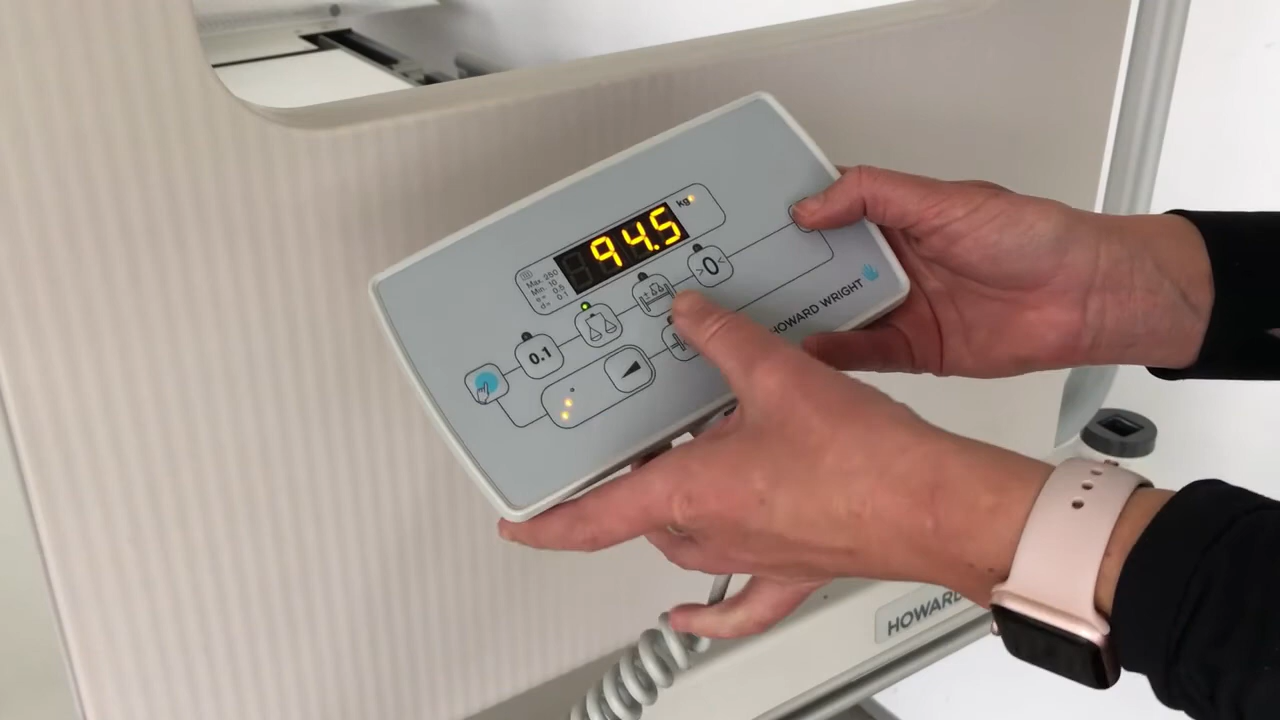 kg
94.5
Max. 250
Min. 10
e= 0.5
d= 0.1
>0<
0.1
HOWARD WRIGHT
HOWARD